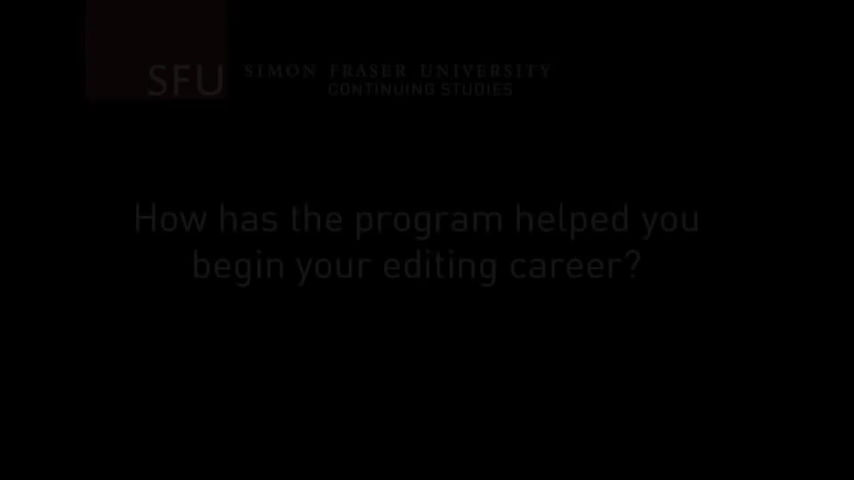 SFU SIMON FRASER UNIVERSITY
CONTINUING STUDIES
How has the program helped you
begin your editing career?